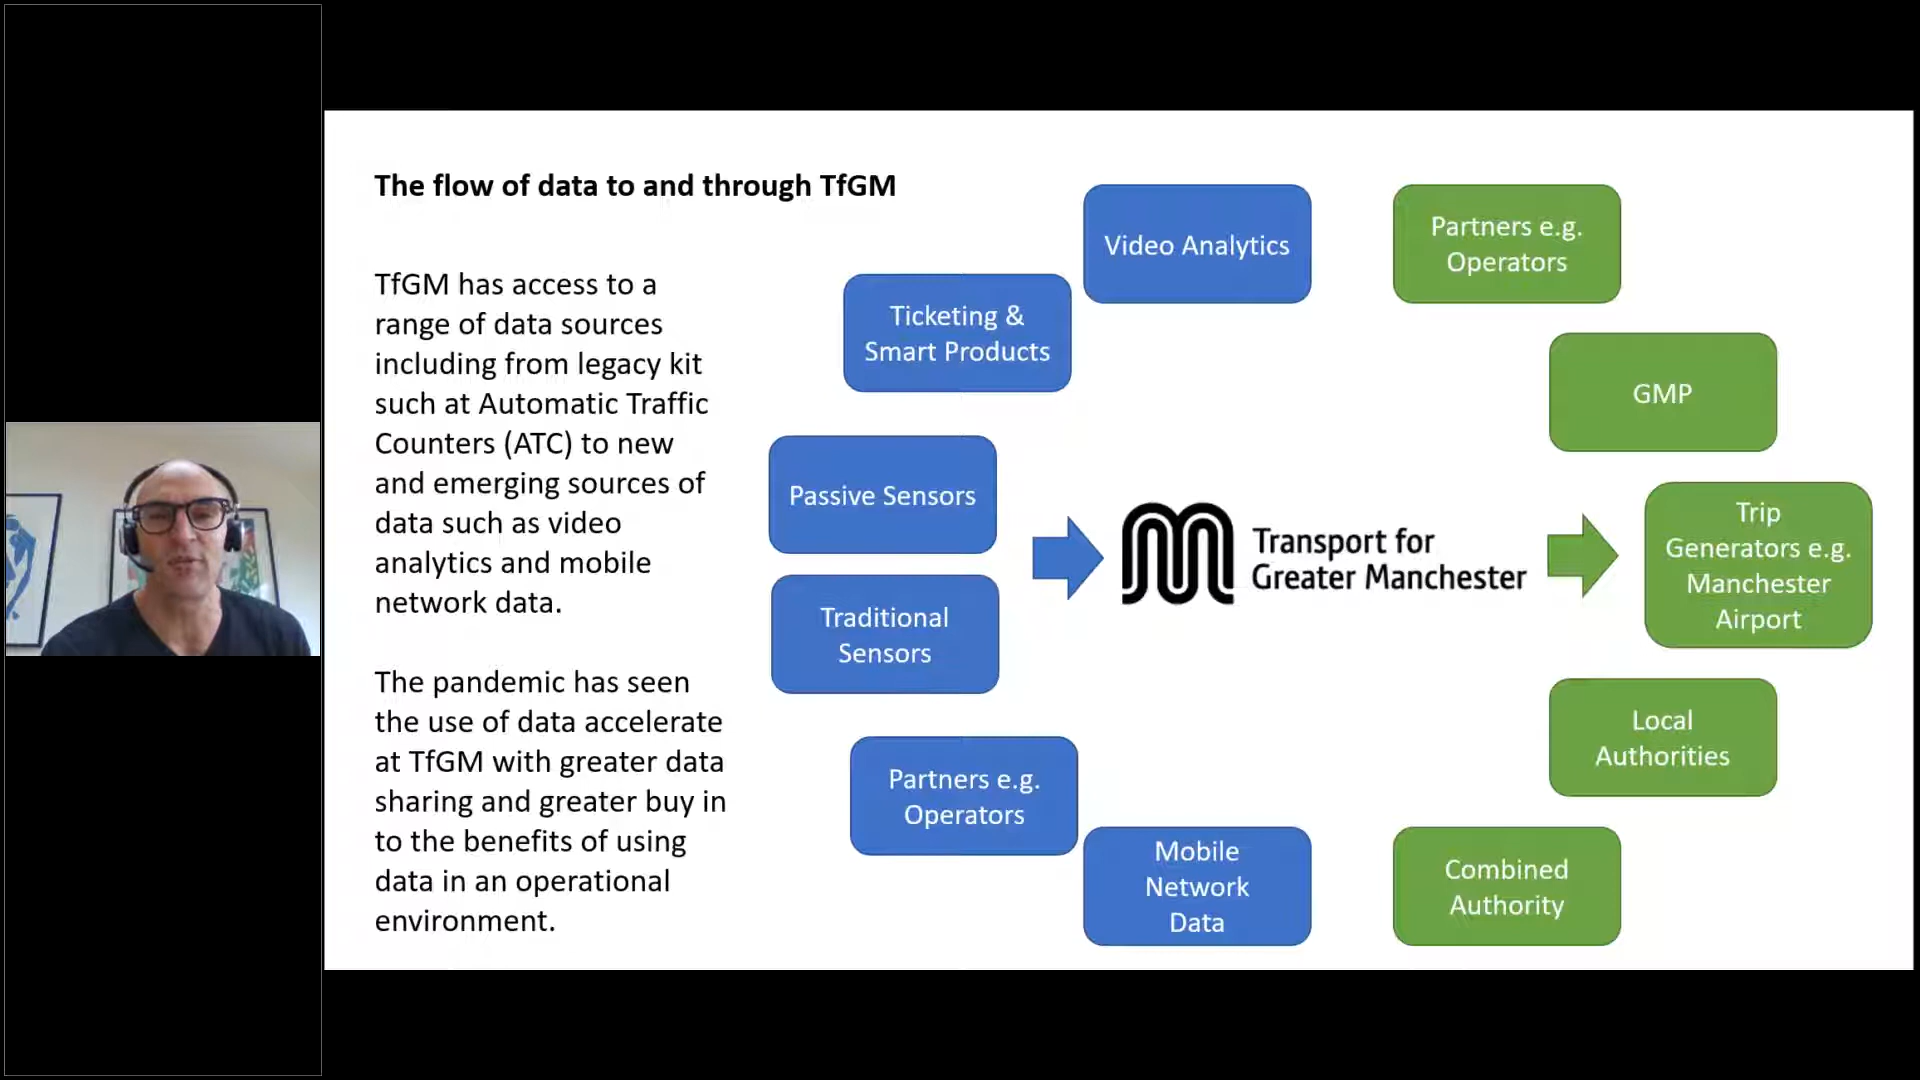 The flow of data to and through TfGM
TfGM has access to a
range of data sources
including from legacy kit
such at Automatic Traffic
Counters (ATC) to new
and emerging sources of
data such as video
analytics and mobile
network data.
The pandemic has seen
the use of data accelerate
at TfGM with greater data
sharing and greater buy in
to the benefits of using
data in an operational
environment.
Video Analytics
Ticketing &
Smart Products
Passive Sensors
Traditional
Sensors
Partners e.g.
Operators
Mobile
Network
Data
Transport for
Greater Manchester
Partners e.g.
Operators
GMP
Trip
Generators e.g.
Manchester
Airport
Local
Authorities
Combined
Authority